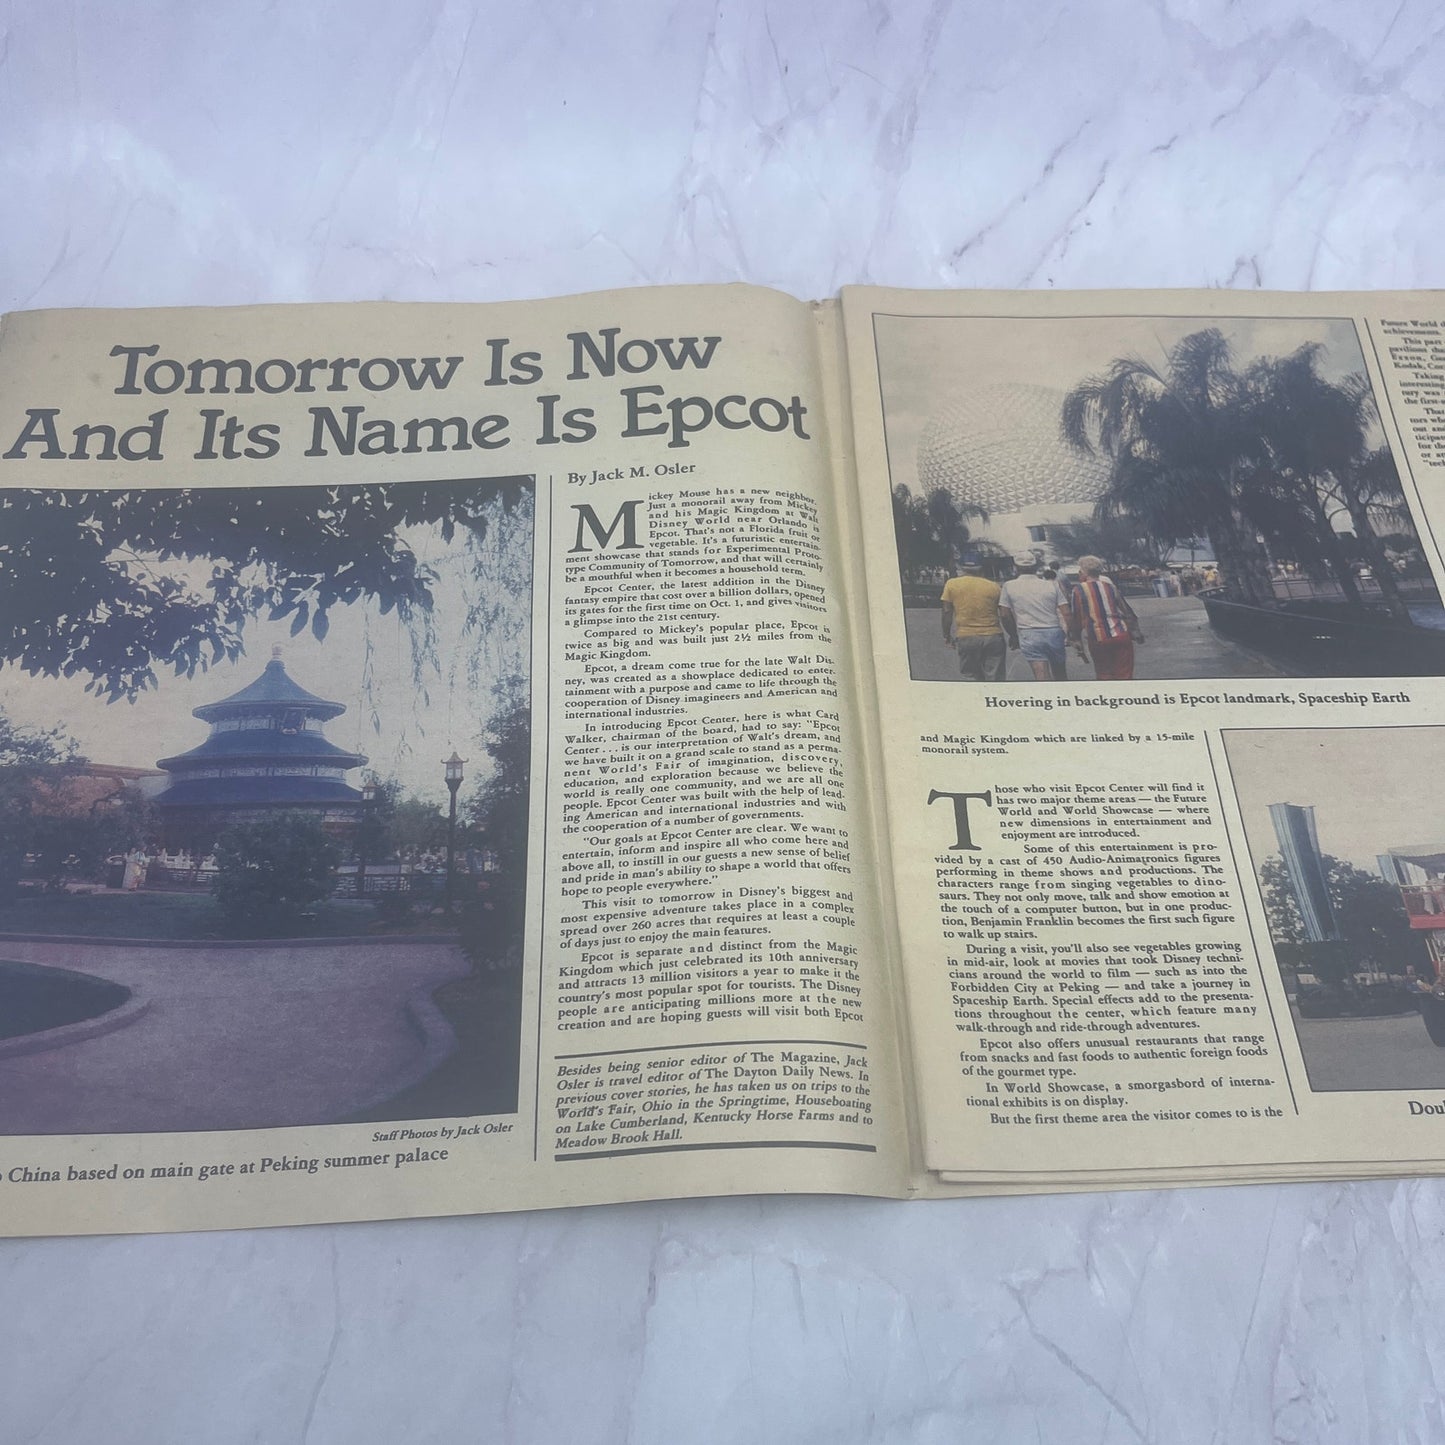 Tomorrow Is Now
And Its Name Is Epcot
By Jack M. Osler
Mickey Mouse has a new neighbor.
Just a monorail away from Mickey
and his Magic Kingdom at Walt
Disney World near Orlando is
Epcot. That's not a Florida fruit or
vegetable. It's a futuristic entertain-
ment showcase that stands for Experimental Proto-
type Community of Tomorrow, and that will certainly
be a mouthful when it becomes a household term.
Epcot Center, the latest addition in the Disney
fantasy empire that cost over a billion dollars, opened
its gates for the first time on Oct. 1, and gives visitors
a glimpse into the 21st century.
Compared to Mickey's popular place, Epcot is
twice as big and was built just 2½ miles from the
Magic Kingdom.
Epcot, a dream come true for the late Walt Dis-
ney, was created as a showplace dedicated to enter-
tainment with a purpose and came to life through the
cooperation of Disney imagineers and American and
international industries.
In introducing Epcot Center, here is what Card
Walker, chairman of the board, had to say: "Epcot
Center . . . is our interpretation of Walt's dream, and
we have built it on a grand scale to stand as a perma-
nent World's Fair of imagination, discovery,
education, and exploration because we believe the
world is really one community, and we are all one
people. Epcot Center was built with the help of lead-
ing American and international industries and with
the cooperation of a number of governments.
"Our goals at Epcot Center are clear. We want to
entertain, inform and inspire all who come here and
above all, to instill in our guests a new sense of belief
and pride in man's ability to shape a world that offers
hope to people everywhere."
This visit to tomorrow in Disney's biggest and
most expensive adventure takes place in a complex
spread over 260 acres that requires at least a couple
of days just to enjoy the main features.
Epcot is separate and distinct from the Magic
Kingdom which just celebrated its 10th anniversary
and attracts 13 million visitors a year to make it the
country's most popular spot for tourists. The Disney
people are anticipating millions more at the new
creation and are hoping guests will visit both Epcot
Besides being senior editor of The Magazine, Jack
Osler is travel editor of The Dayton Daily News. In
previous cover stories, he has taken us on trips to the
World's Fair, Ohio in the Springtime, Houseboating
on Lake Cumberland, Kentucky Horse Farms and to
Meadow Brook Hall.
Staff Photos by Jack Osler
China based on main gate at Peking summer palace
Hovering in background is Epcot landmark, Spaceship Earth
and Magic Kingdom which are linked by a 15-mile
monorail system.
Those who visit Epcot Center will find it
has two major theme areas — the Future
World and World Showcase — where
new dimensions in entertainment and
enjoyment are introduced.
Some of this entertainment is pro-
vided by a cast of 450 Audio-Animatronics figures
performing in theme shows and productions. The
characters range from singing vegetables to dino-
saurs. They not only move, talk and show emotion at
the touch of a computer button, but in one produc-
tion, Benjamin Franklin becomes the first such figure
to walk up stairs.
During a visit, you'll also see vegetables growing
in mid-air, look at movies that took Disney techni-
cians around the world to film — such as into the
Forbidden City at Peking — and take a journey in
Spaceship Earth. Special effects add to the presenta-
tions throughout the center, which feature many
walk-through and ride-through adventures.
Epcot also offers unusual restaurants that range
from snacks and fast foods to authentic foreign foods
of the gourmet type.
In World Showcase, a smorgasbord of interna-
tional exhibits is on display.
But the first theme area the visitor comes to is the
Future World
achievements.
This part
pavilions
Exxon,
Kodak,
Taking
interesting
tury was
the first
out and
for the
or
Dou